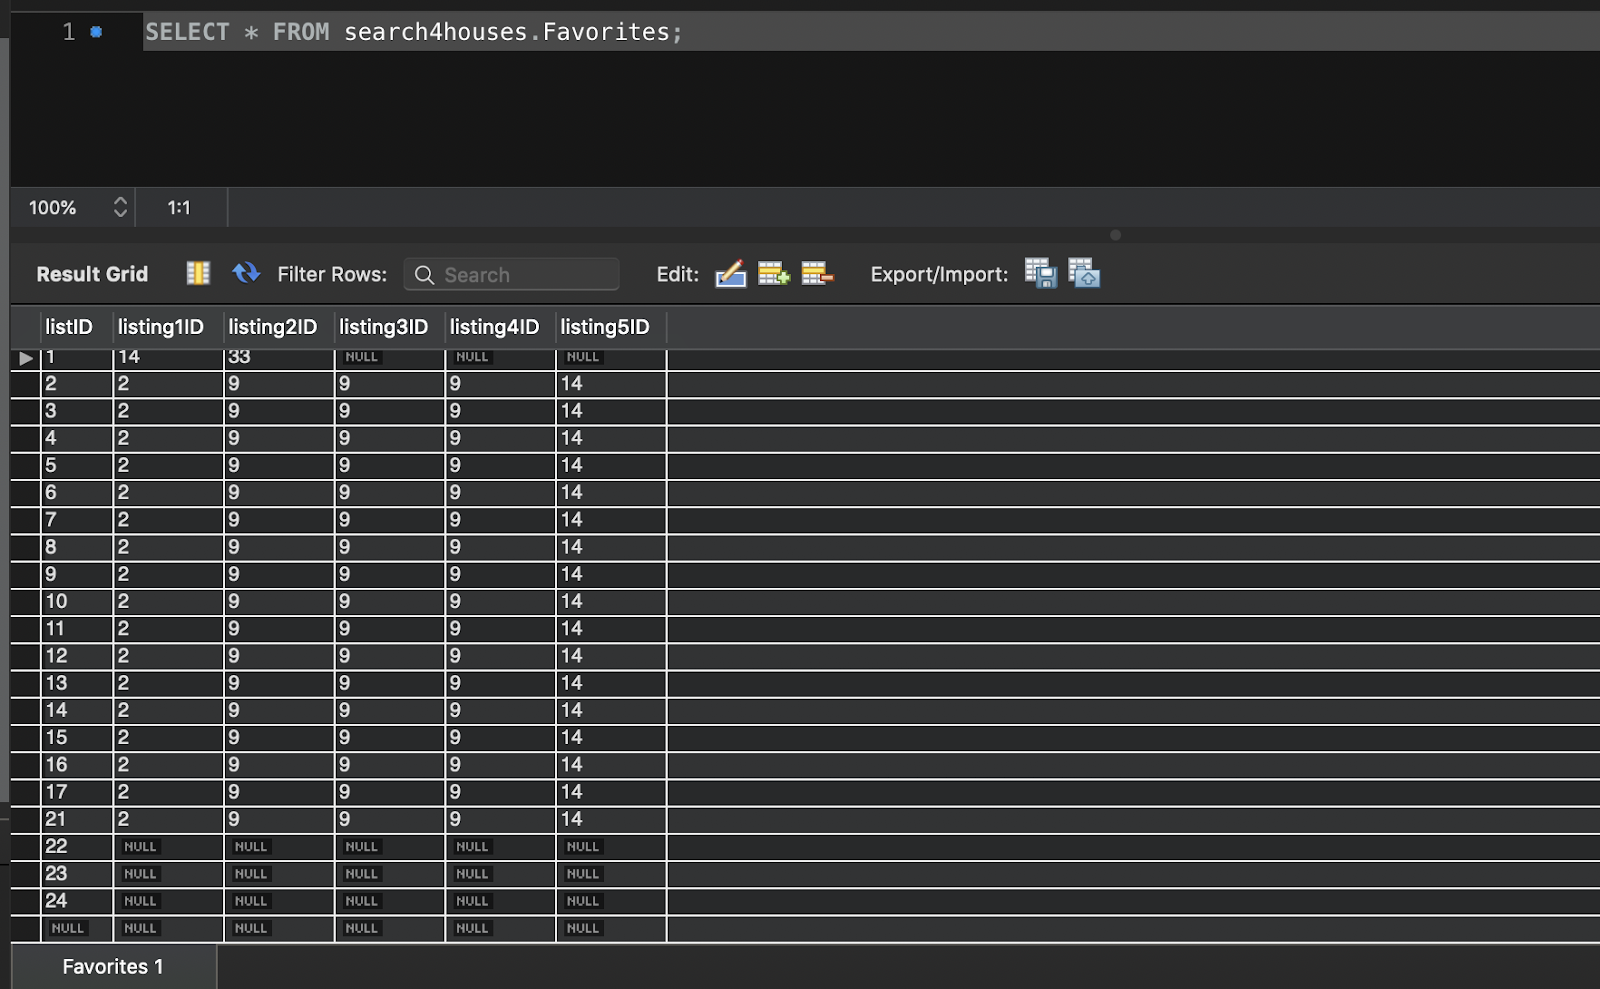 1 SELECT * FROM search4houses.Favorites;
100% 1:1
Result Grid Filter Rows: Search Edit: Export/Import:
listID listing1ID listing2ID listing3ID listing4ID listing5ID
1 14 33 NULL NULL NULL
2 2 9 9 9 14
3 2 9 9 9 14
4 2 9 9 9 14
5 2 9 9 9 14
6 2 9 9 9 14
7 2 9 9 9 14
8 2 9 9 9 14
9 2 9 9 9 14
10 2 9 9 9 14
11 2 9 9 9 14
12 2 9 9 9 14
13 2 9 9 9 14
14 2 9 9 9 14
15 2 9 9 9 14
16 2 9 9 9 14
17 2 9 9 9 14
21 2 9 9 9 14
22 NULL NULL NULL NULL NULL
23 NULL NULL NULL NULL NULL
24 NULL NULL NULL NULL NULL
NULL NULL NULL NULL NULL NULL
Favorites 1